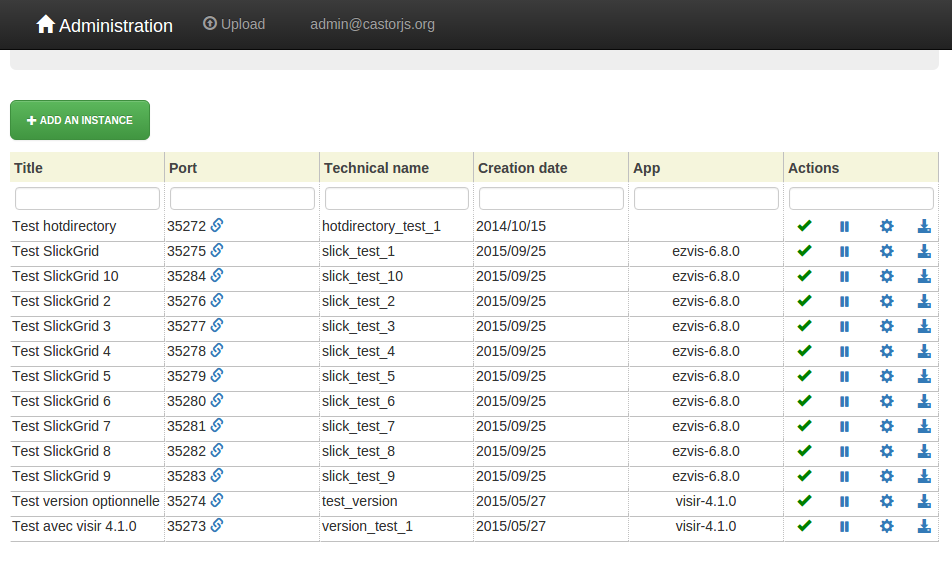 Administration Upload admin@castorjs.org
ADD AN INSTANCE
Title Port Technical name Creation date App Actions
Test hotdirectory 35272 hotdirectory_test_1 2014/10/15
Test SlickGrid 35275 slick_test_1 2015/09/25 ezvis-6.8.0
Test SlickGrid 10 35284 slick_test_10 2015/09/25 ezvis-6.8.0
Test SlickGrid 2 35276 slick_test_2 2015/09/25 ezvis-6.8.0
Test SlickGrid 3 35277 slick_test_3 2015/09/25 ezvis-6.8.0
Test SlickGrid 4 35278 slick_test_4 2015/09/25 ezvis-6.8.0
Test SlickGrid 5 35279 slick_test_5 2015/09/25 ezvis-6.8.0
Test SlickGrid 6 35280 slick_test_6 2015/09/25 ezvis-6.8.0
Test SlickGrid 7 35281 slick_test_7 2015/09/25 ezvis-6.8.0
Test SlickGrid 8 35282 slick_test_8 2015/09/25 ezvis-6.8.0
Test SlickGrid 9 35283 slick_test_9 2015/09/25 ezvis-6.8.0
Test version optionnelle 35274 test_version 2015/05/27 visir-4.1.0
Test avec visir 4.1.0 35273 version_test_1 2015/05/27 visir-4.1.0